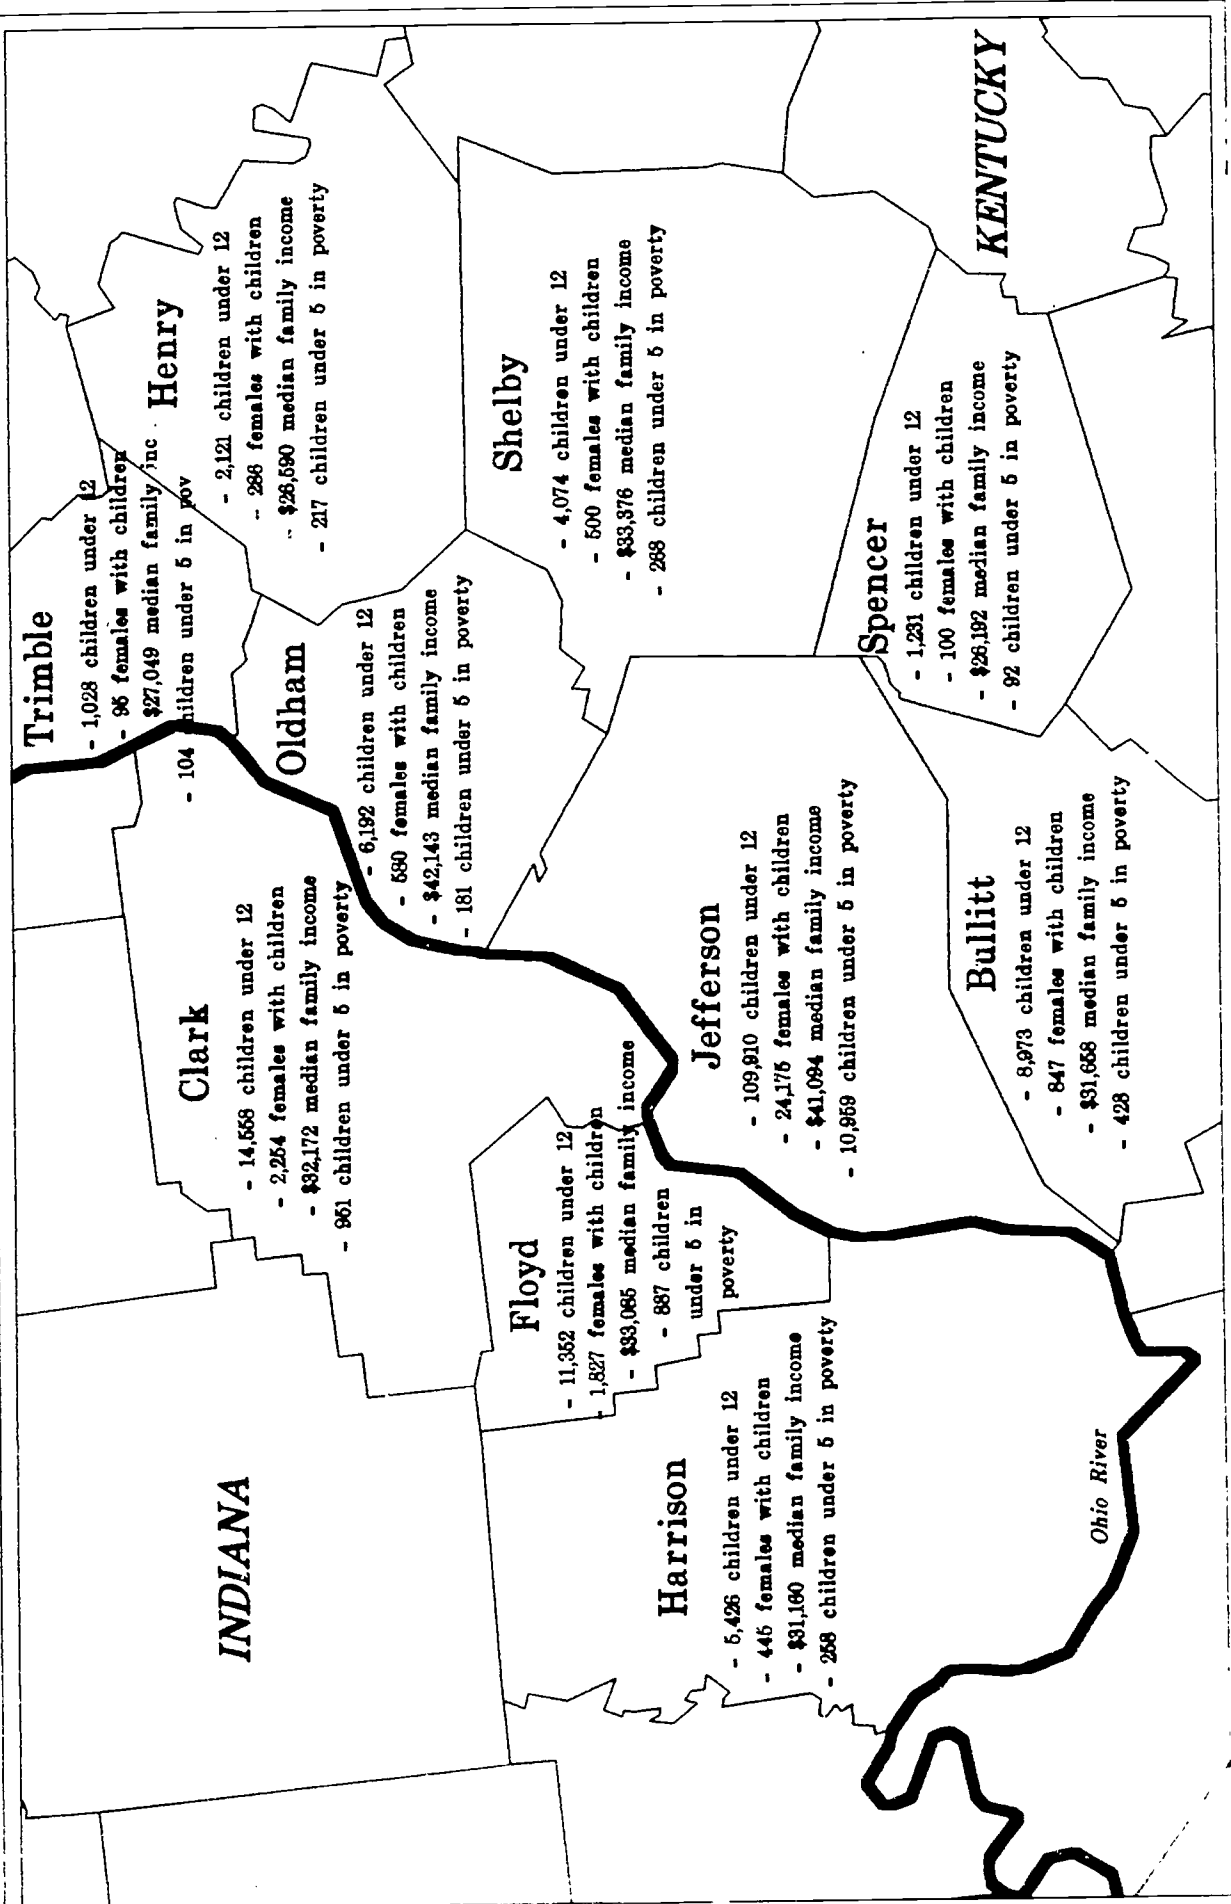 Trimble
- 1,028 children under 12
- 95 females with children
$27,049 median family inc
- 104 children under 5 in pov
Henry
- 2,121 children under 12
- 286 females with children
- $26,590 median family income
- 217 children under 5 in poverty
INDIANA
Clark
- 14,558 children under 12
- 2,254 females with children
- $32,172 median family income
- 951 children under 5 in poverty
Oldham
- 6,192 children under 12
- 580 females with children
- $42,143 median family income
- 181 children under 5 in poverty
Shelby
- 4,074 children under 12
- 500 females with children
- $33,376 median family income
- 268 children under 5 in poverty
Floyd
- 11,352 children under 12
- 1,827 females with children
- $33,085 median family income
- 887 children
under 5 in
poverty
Harrison
- 5,426 children under 12
- 445 females with children
- $31,160 median family income
- 258 children under 5 in poverty
Jefferson
- 109,910 children under 12
- 24,175 females with children
- $41,094 median family income
- 10,959 children under 5 in poverty
Spencer
- 1,231 children under 12
- 100 females with children
- $26,192 median family income
- 92 children under 5 in poverty
Bullitt
- 8,973 children under 12
- 847 females with children
- $31,658 median family income
- 428 children under 5 in poverty
KENTUCKY
Ohio River